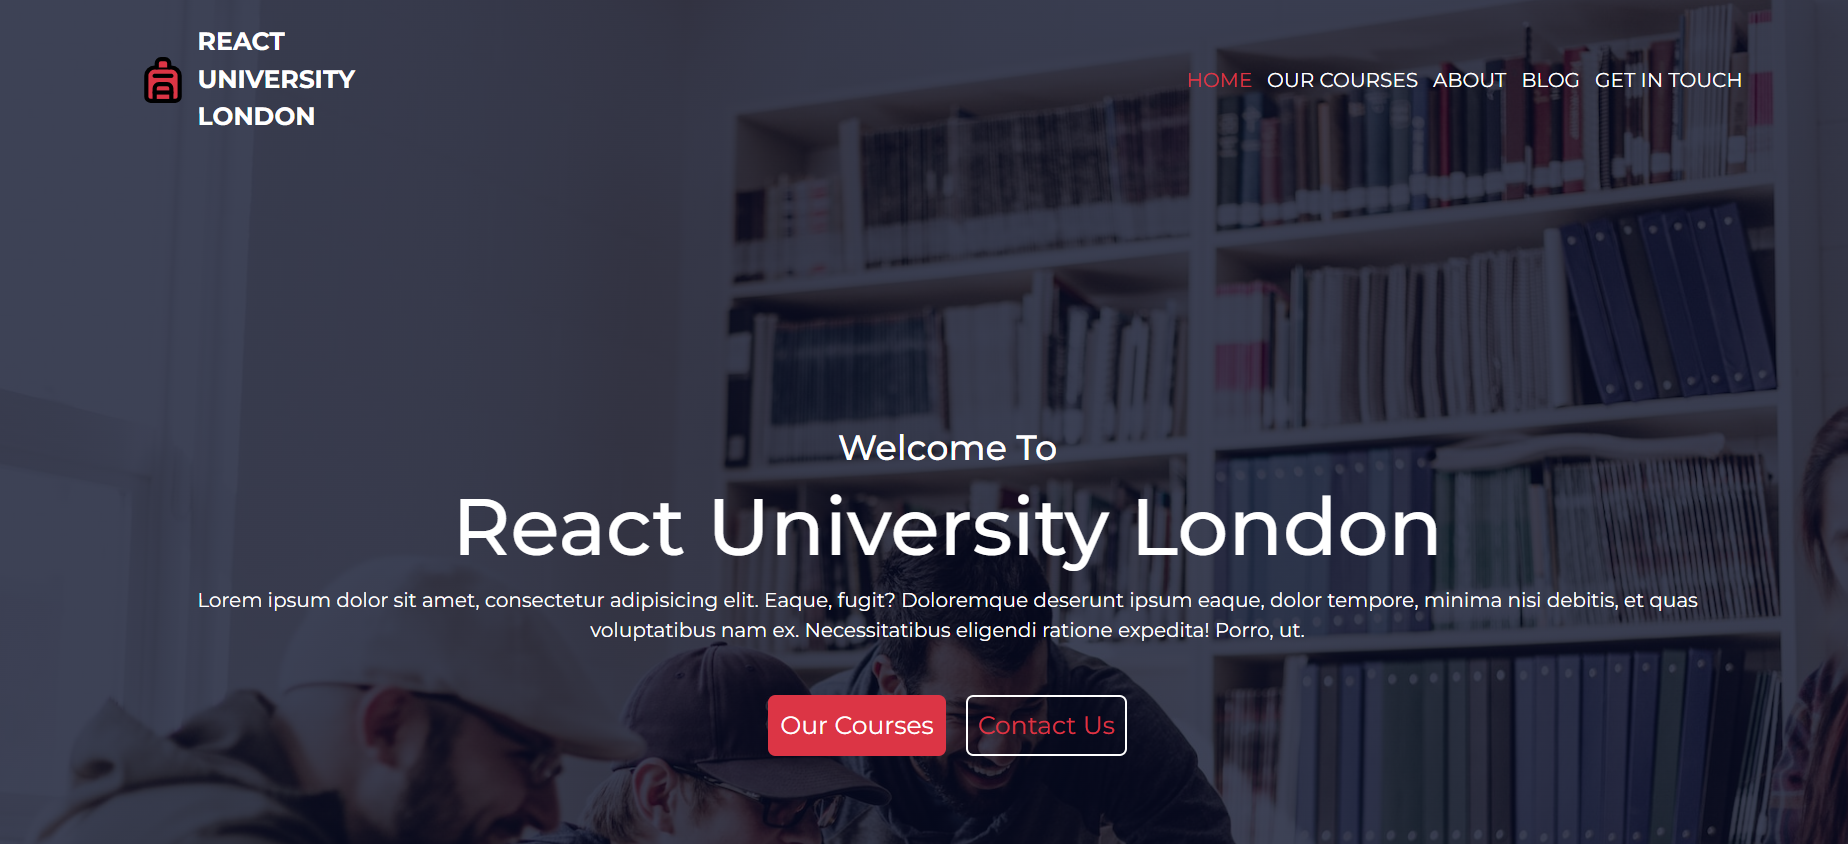 REACT
UNIVERSITY
LONDON
HOME OUR COURSES ABOUT BLOG GET IN TOUCH
Welcome To
React University London
Lorem ipsum dolor sit amet, consectetur adipisicing elit. Eaque, fugit? Doloremque deserunt ipsum eaque, dolor tempore, minima nisi debitis, et quas
voluptatibus nam ex. Necessitatibus eligendi ratione expedita! Porro, ut.
Our Courses Contact Us